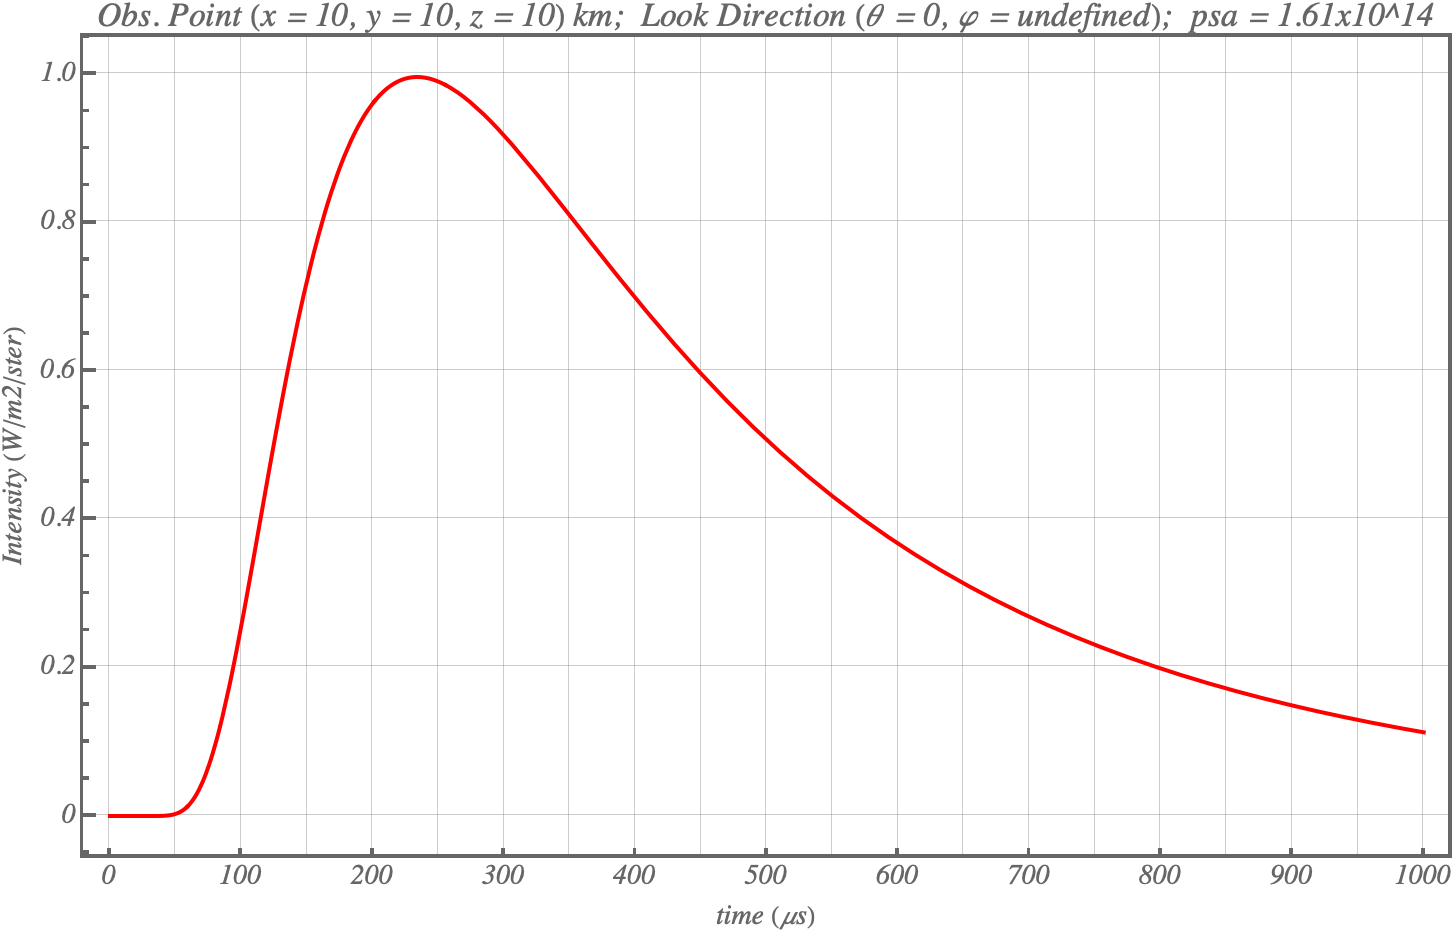 Obs. Point (x = 10, y = 10, z = 10) km; Look Direction (θ = 0, φ = undefined); psa = 1.61x10^14
1.0
0.8
0.6
0.4
0.2
0
Intensity (W/m2/ster)
0 100 200 300 400 500 600 700 800 900 1000
time (μs)